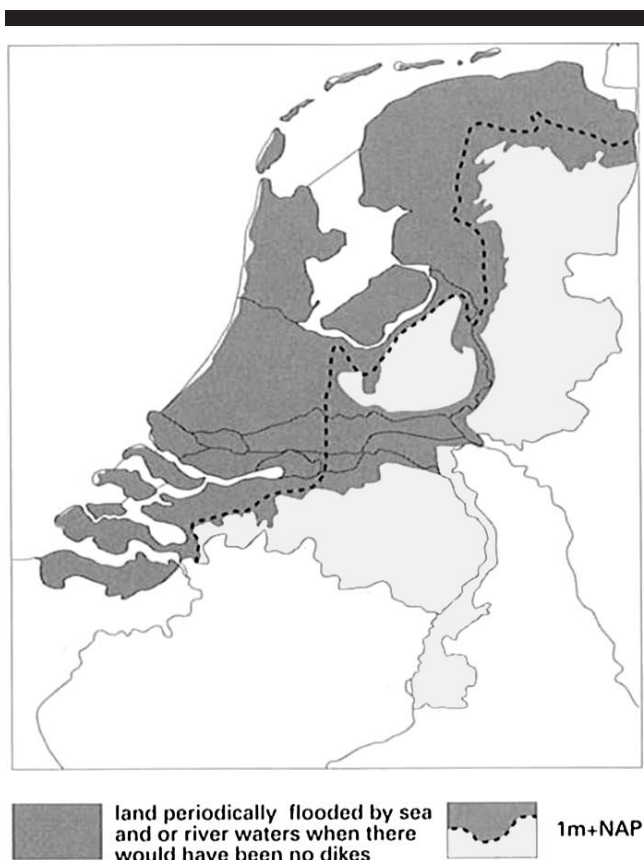 land periodically flooded by sea
and or river waters when there
would have been no dikes
1m+NAP